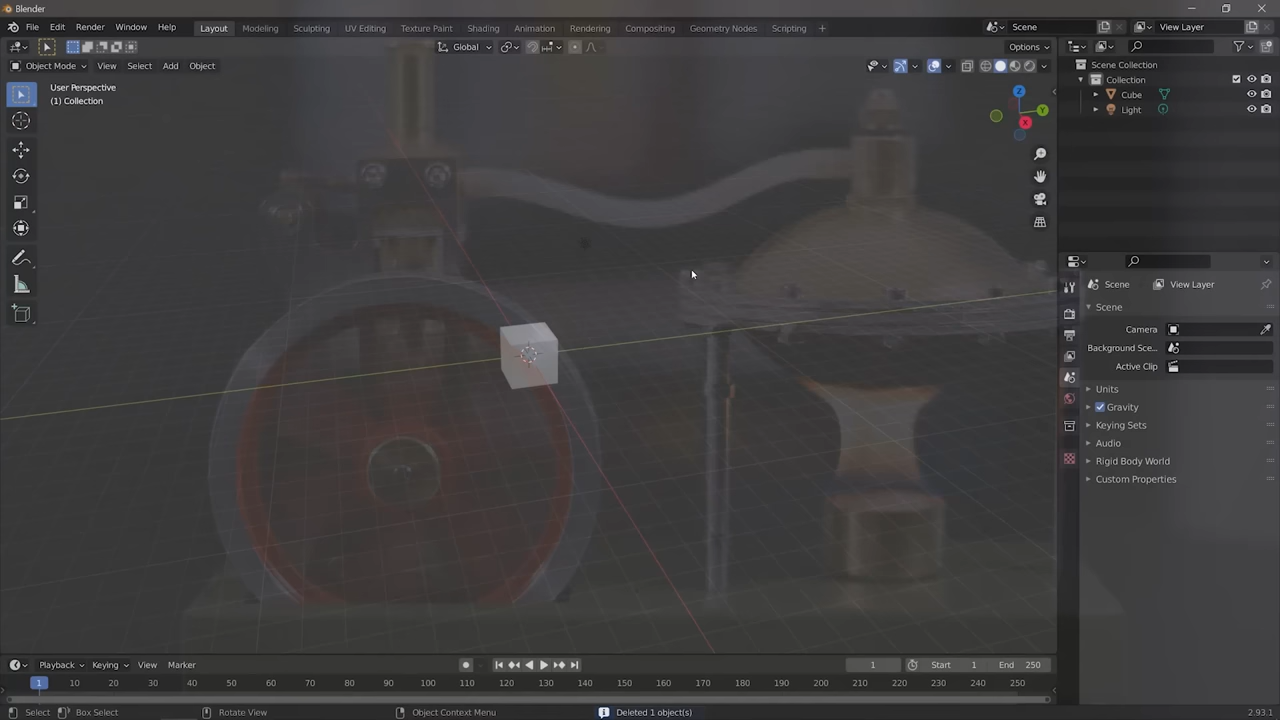 Blender
File Edit Render Window Help Layout Modeling Sculpting UV Editing Texture Paint Shading Animation Rendering Compositing Geometry Nodes Scripting + Scene View Layer
Global Options
Object Mode View Select Add Object
User Perspective
(1) Collection
Z
Y
X
Scene Collection
Collection
Cube
Light
Scene View Layer
Scene
Camera
Background Sce...
Active Clip
Units
Gravity
Keying Sets
Audio
Rigid Body World
Custom Properties
Playback Keying View Marker 1 Start 1 End 250
1 10 20 30 40 50 60 70 80 90 100 110 120 130 140 150 160 170 180 190 200 210 220 230 240 250
Select Box Select Rotate View Object Context Menu Deleted 1 object(s) 2.93.1